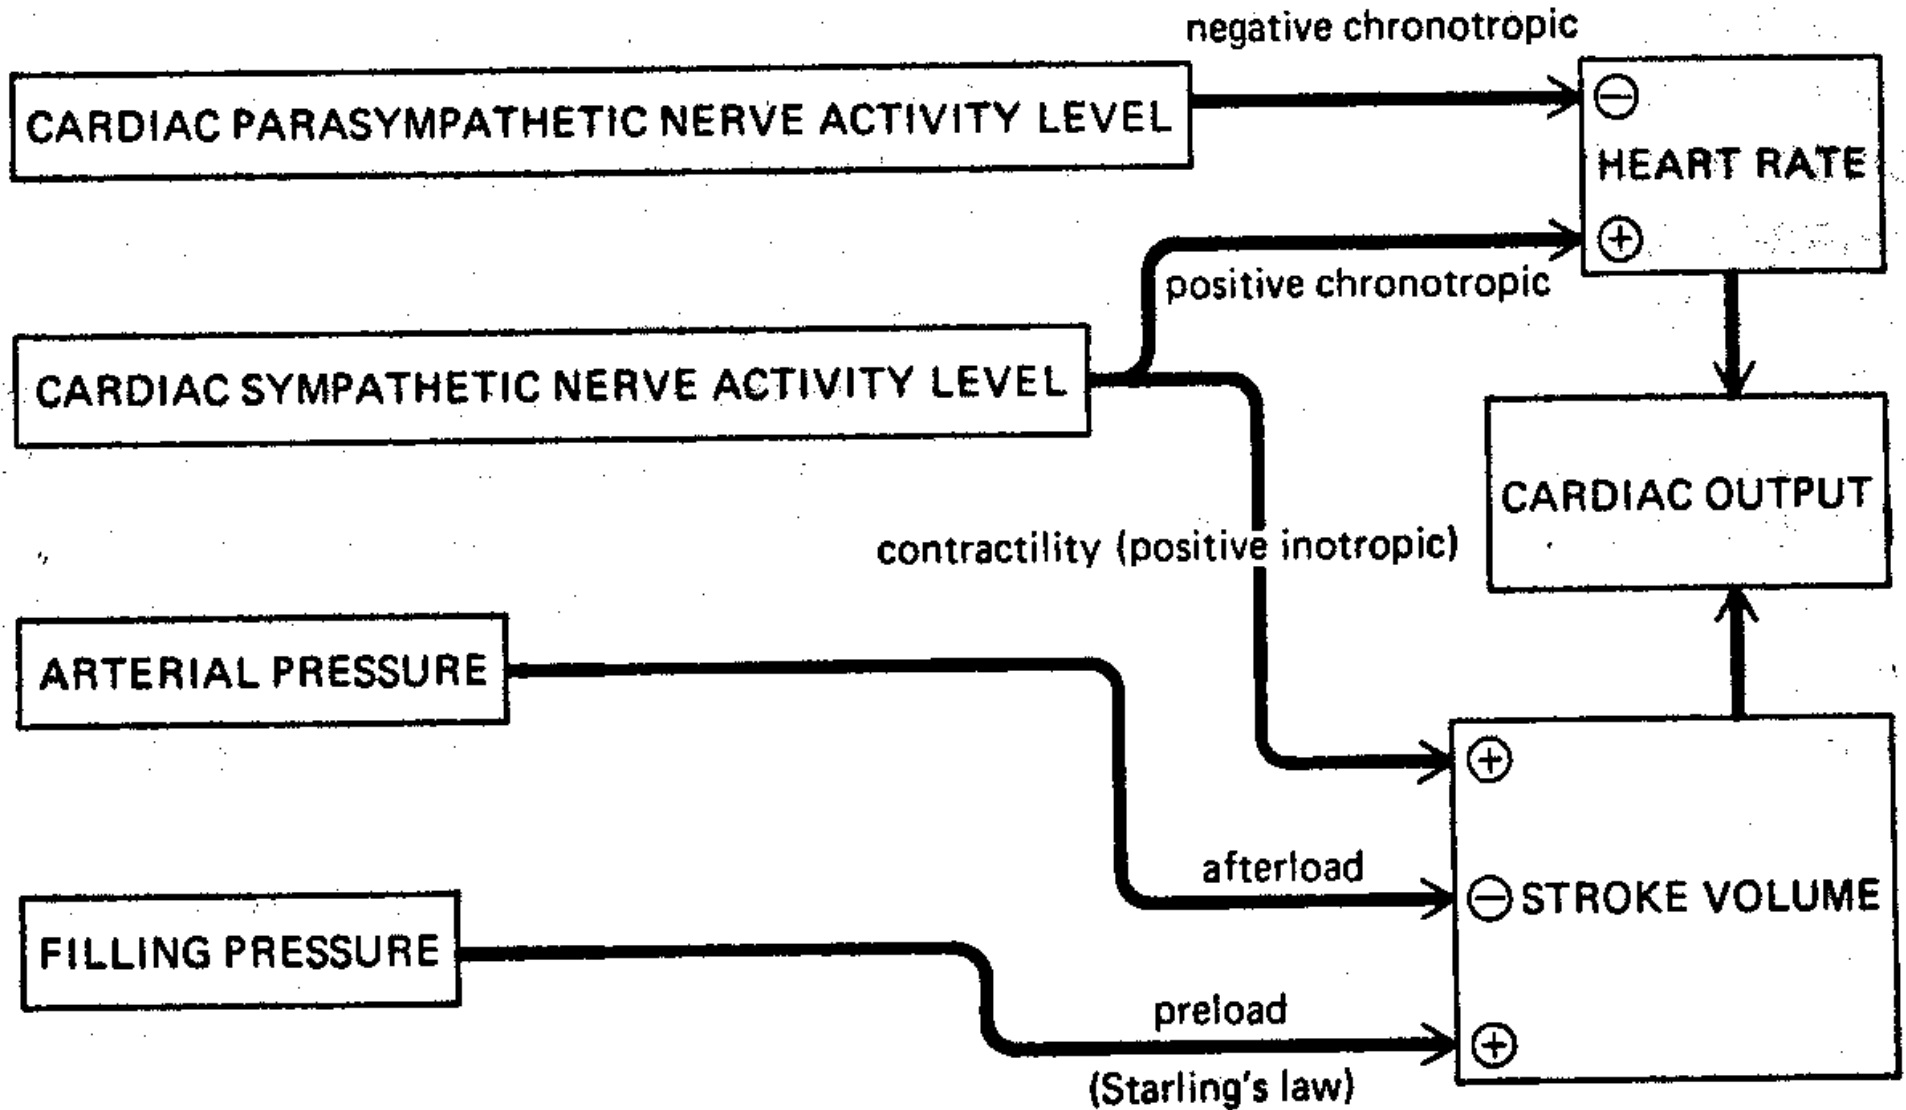 negative chronotropic
CARDIAC PARASYMPATHETIC NERVE ACTIVITY LEVEL
⊖
HEART RATE
⊕
positive chronotropic
CARDIAC SYMPATHETIC NERVE ACTIVITY LEVEL
CARDIAC OUTPUT
contractility (positive inotropic)
ARTERIAL PRESSURE
⊕
afterload
⊖ STROKE VOLUME
FILLING PRESSURE
preload
⊕
(Starling's law)